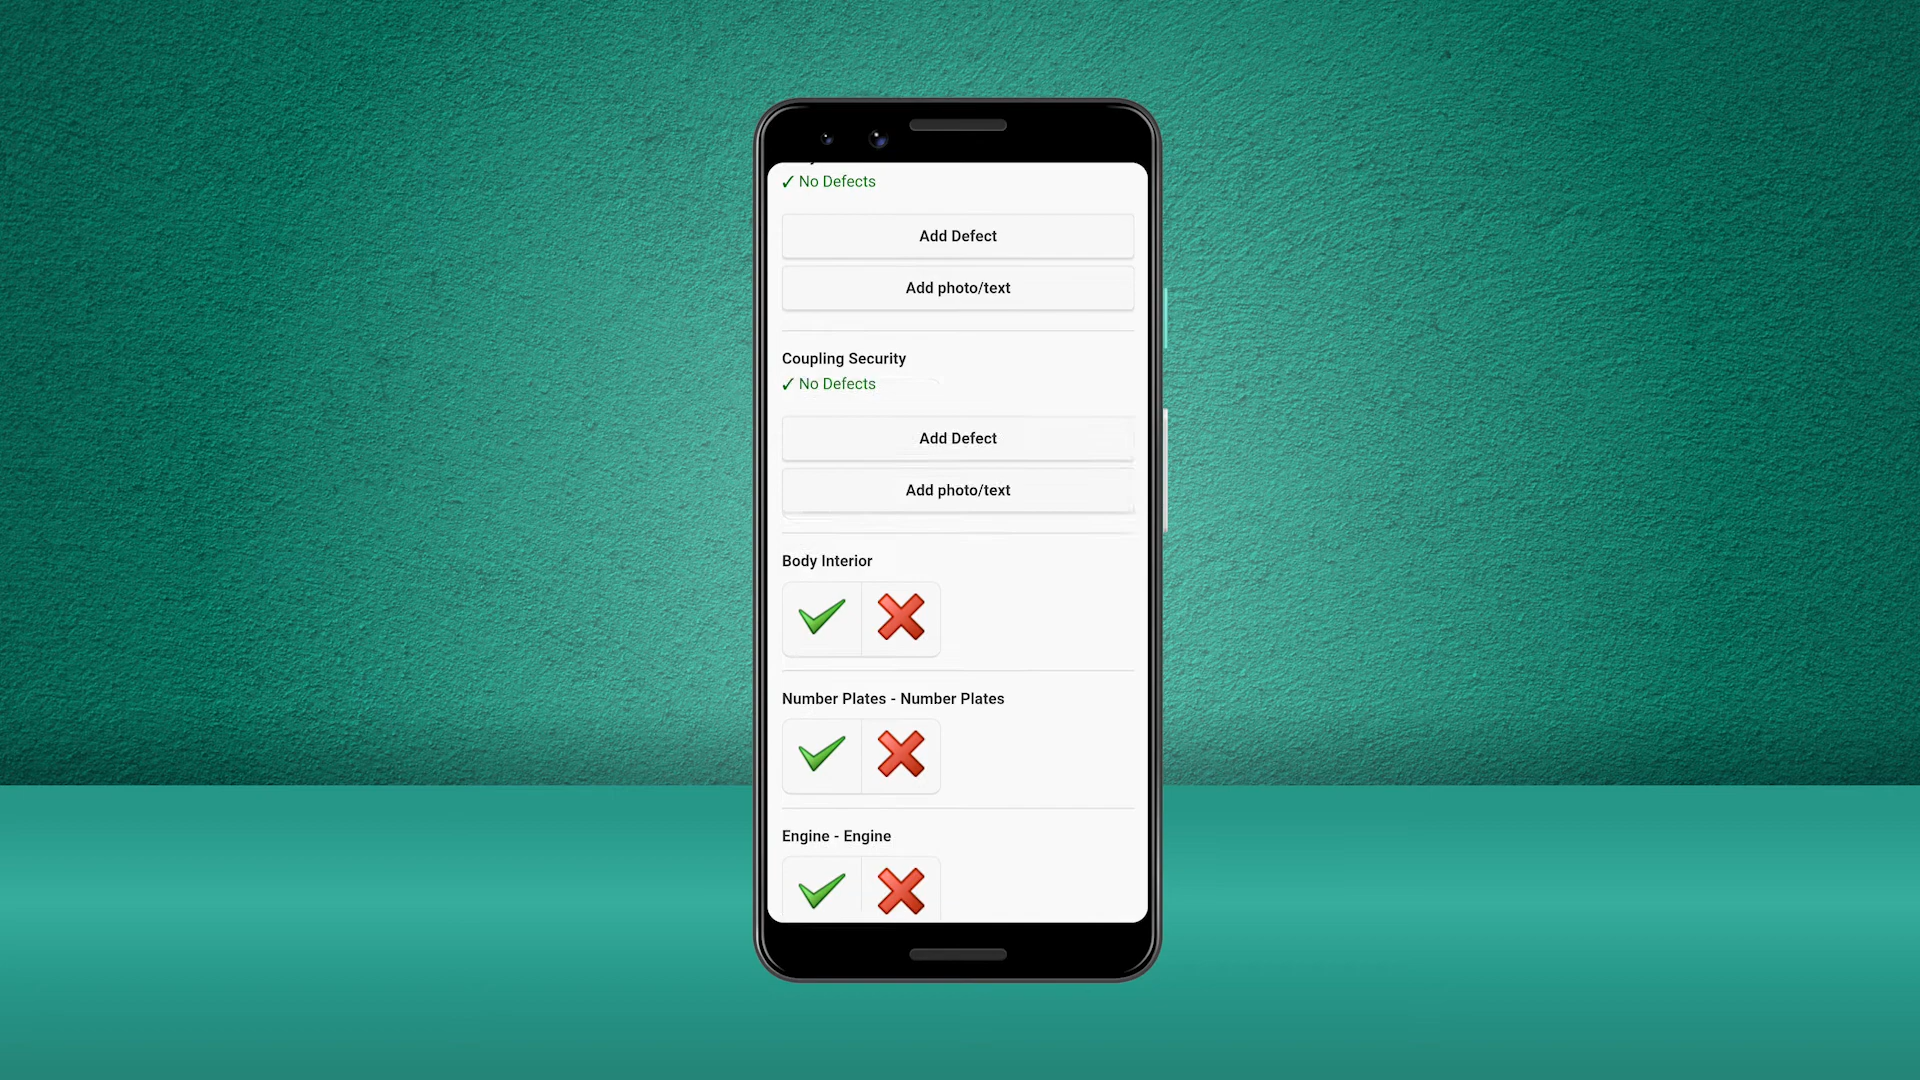 ✓ No Defects
Add Defect
Add photo/text
Coupling Security
✓ No Defects
Add Defect
Add photo/text
Body Interior
Number Plates - Number Plates
Engine - Engine